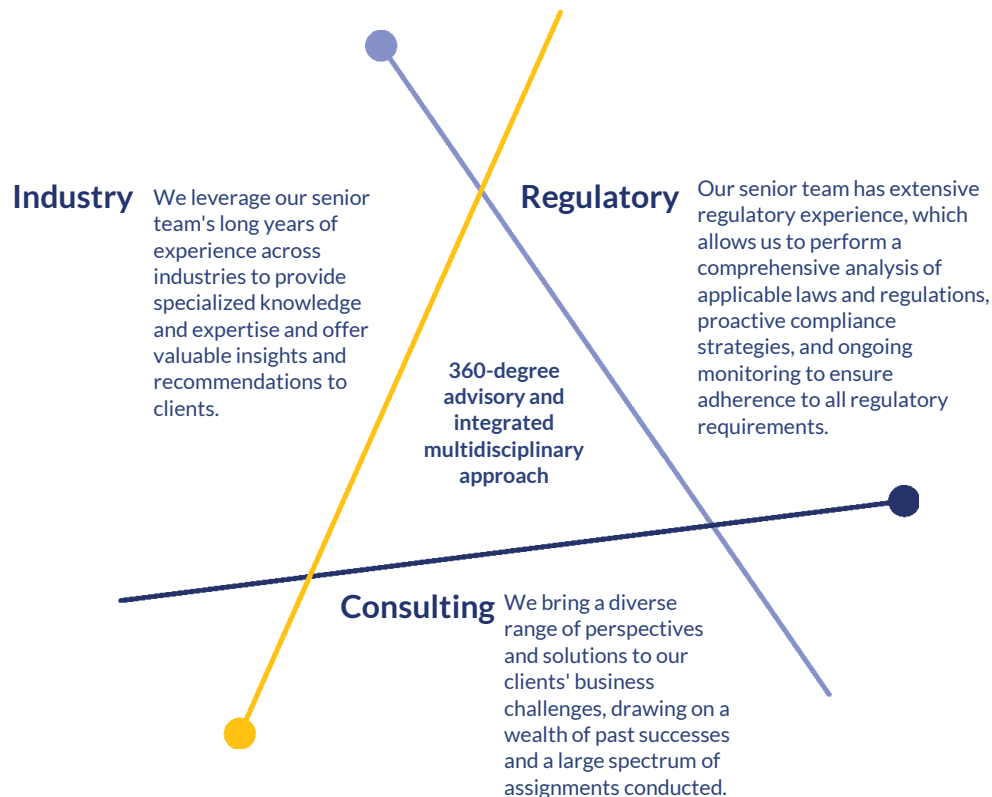 Industry
We leverage our senior
team's long years of
experience across
industries to provide
specialized knowledge
and expertise and offer
valuable insights and
recommendations to
clients.
Regulatory
Our senior team has extensive
regulatory experience, which
allows us to perform a
comprehensive analysis of
applicable laws and regulations,
proactive compliance
strategies, and ongoing
monitoring to ensure
adherence to all regulatory
requirements.
360-degree
advisory and
integrated
multidisciplinary
approach
Consulting
We bring a diverse
range of perspectives
and solutions to our
clients' business
challenges, drawing on a
wealth of past successes
and a large spectrum of
assignments conducted.